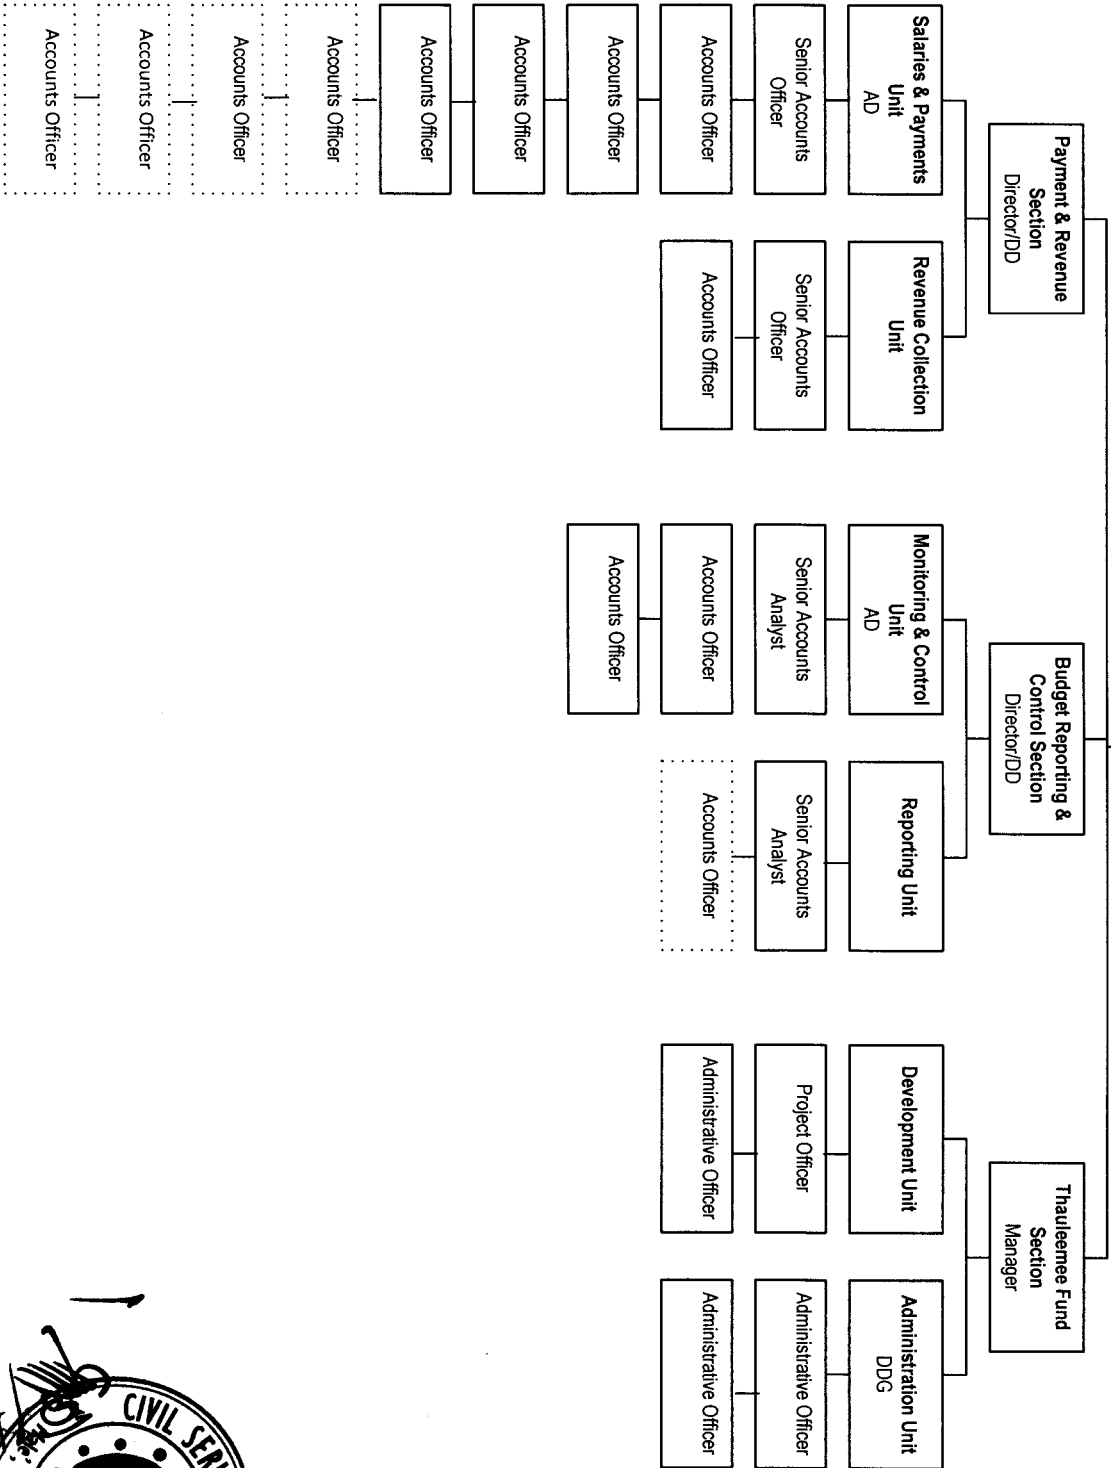 Payment & Revenue
Section
Director/DD
Budget Reporting &
Control Section
Director/DD
Thauleemee Fund
Section
Manager
Salaries & Payments
Unit
AD
Revenue Collection
Unit
Monitoring & Control
Unit
AD
Reporting Unit
Development Unit
Administration Unit
DDG
Senior Accounts
Officer
Senior Accounts
Officer
Senior Accounts
Analyst
Senior Accounts
Analyst
Project Officer
Administrative Officer
Accounts Officer
Accounts Officer
Accounts Officer
Accounts Officer
Administrative Officer
Administrative Officer
Accounts Officer
Accounts Officer
Accounts Officer
Accounts Officer
Accounts Officer
Accounts Officer
Accounts Officer
Accounts Officer
CIVIL SER